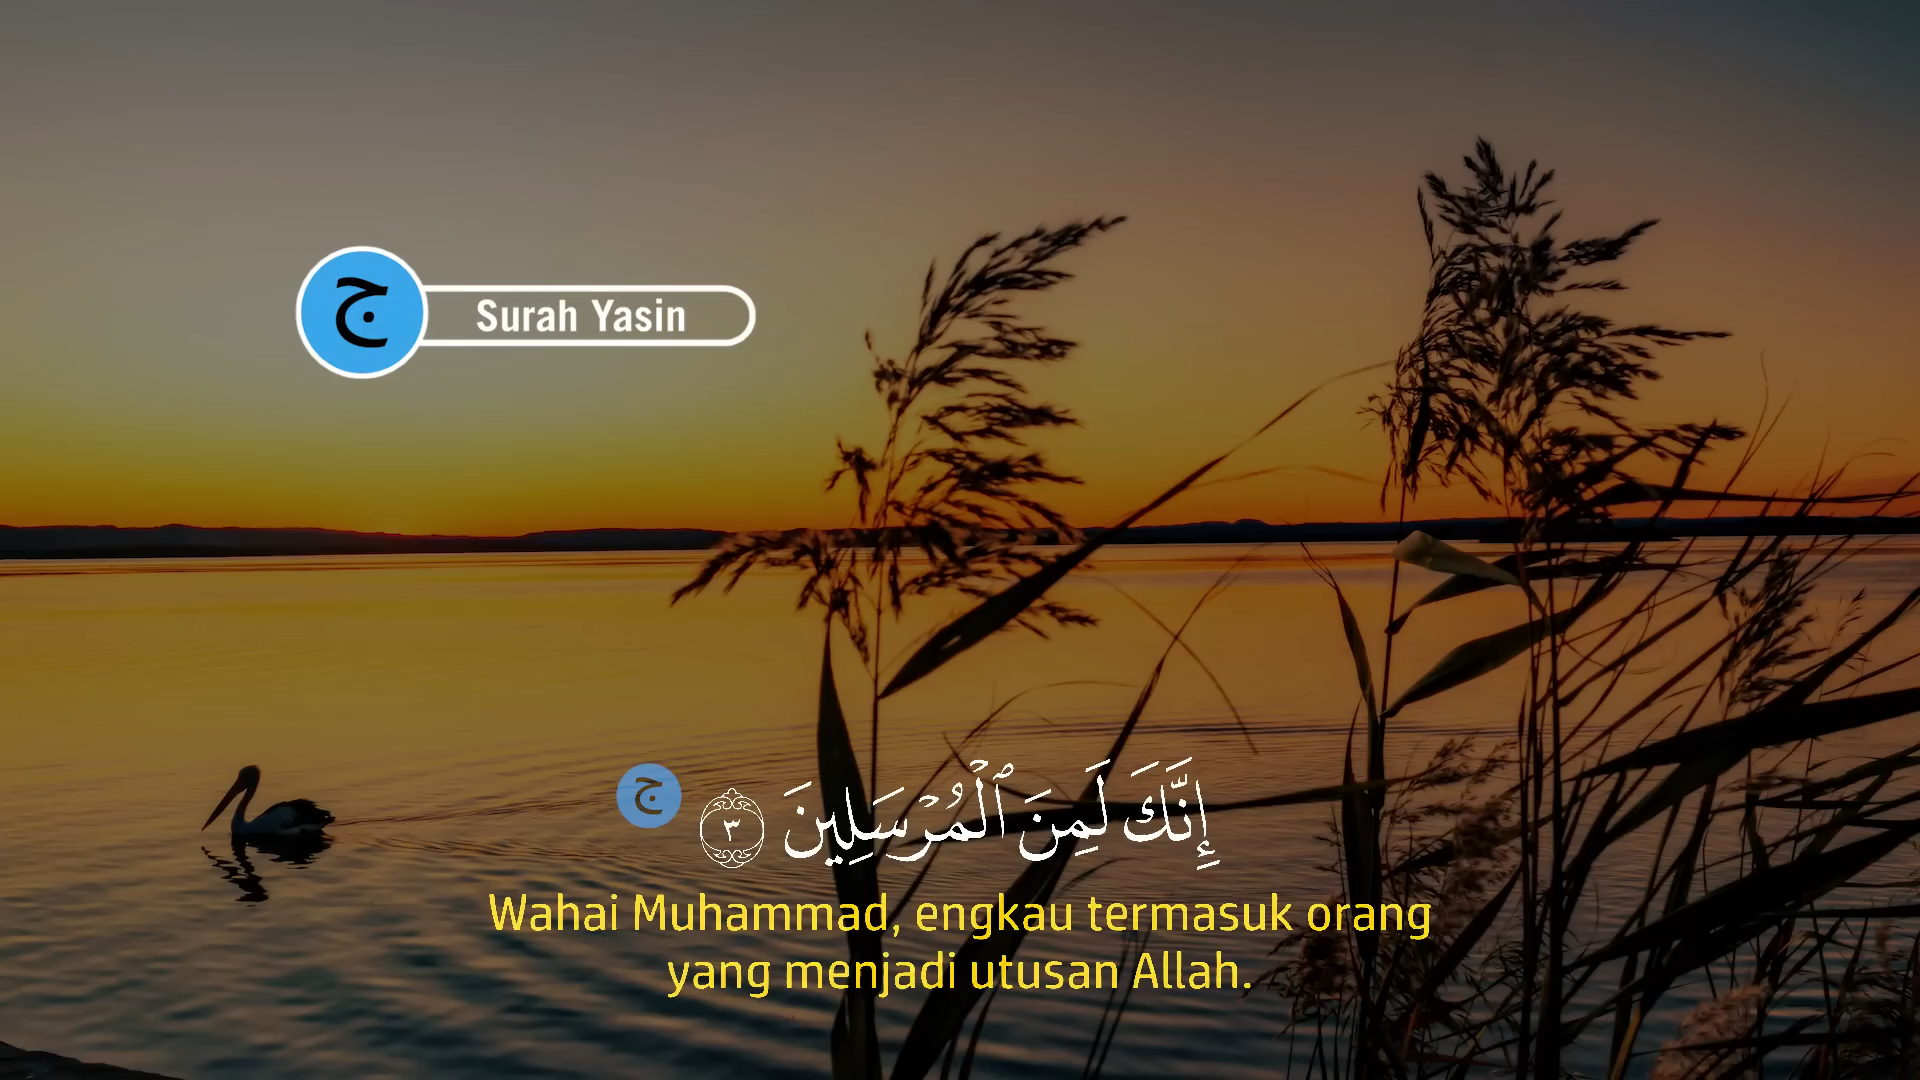 ج
Surah Yasin
ج
إِنَّكَ لَمِنَ ٱلْمُرْسَلِينَ ٣
Wahai Muhammad, engkau termasuk orang
yang menjadi utusan Allah.